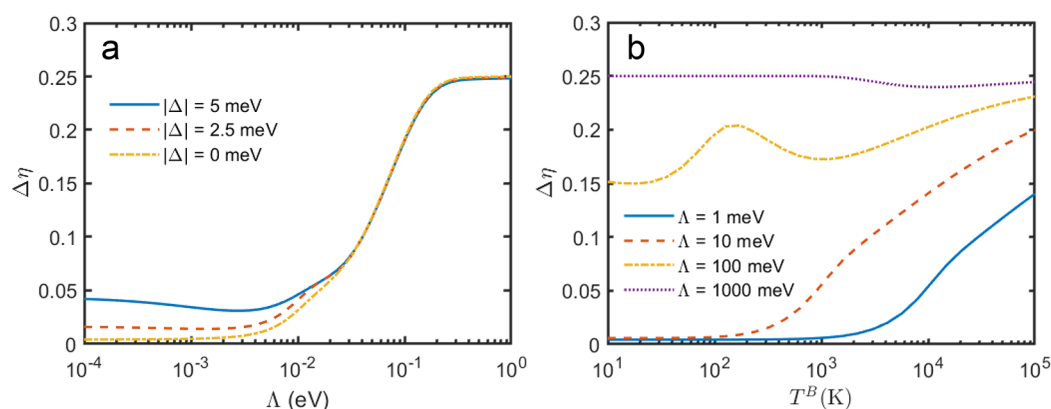 a
0.3
0.25
0.2
0.15
0.1
0.05
0
Δη
|Δ| = 5 meV
|Δ| = 2.5 meV
|Δ| = 0 meV
10^-4 10^-3 10^-2 10^-1 10^0
Λ (eV)
b
0.3
0.25
0.2
0.15
0.1
0.05
0
Δη
Λ = 1 meV
Λ = 10 meV
Λ = 100 meV
Λ = 1000 meV
10^1 10^2 10^3 10^4 10^5
T^B(K)